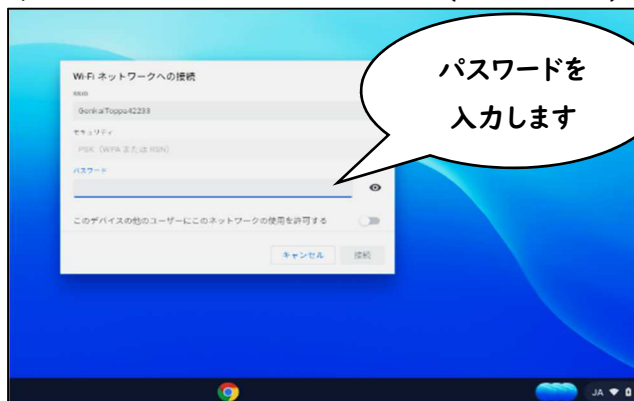 Wi-Fi ネットワークへの接続
SSID
GenkaiToppa42233
セキュリティ
PSK（WPA または RSN）
パスワード
このデバイスの他のユーザーにこのネットワークの使用を許可する
キャンセル
接続
パスワードを
入力します
JA